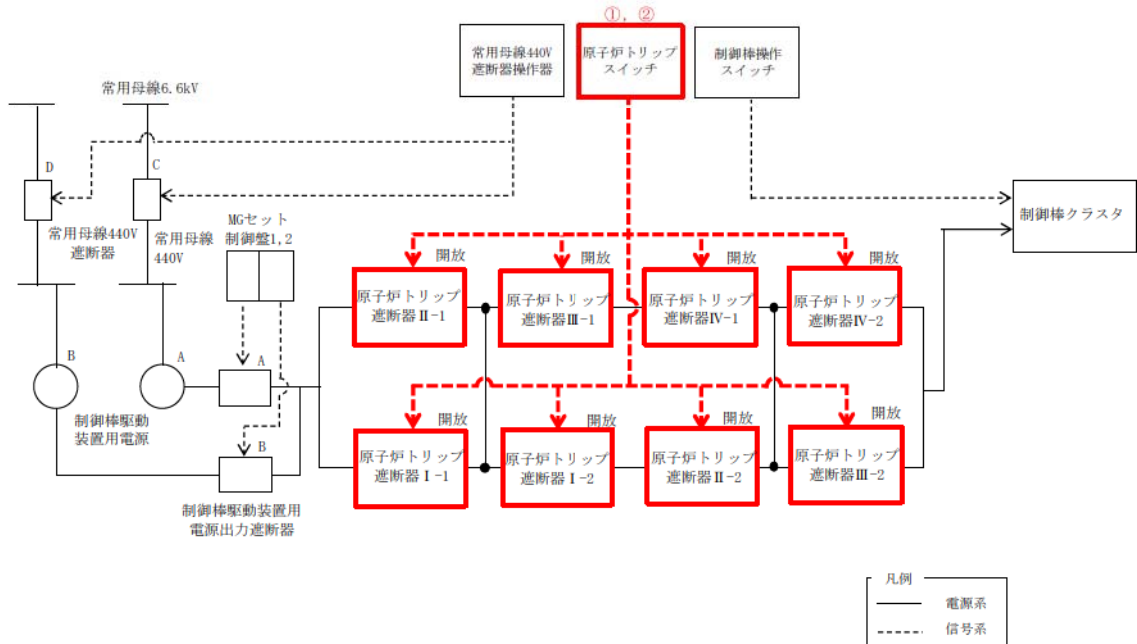 ①, ②
常用母線440V
遮断器操作器
原子炉トリップ
スイッチ
制御棒操作
スイッチ
常用母線6.6kV
D
C
常用母線440V
遮断器
常用母線
440V
MGセット
制御盤1,2
制御棒クラスタ
開放
開放
開放
開放
原子炉トリップ
遮断器Ⅱ-1
原子炉トリップ
遮断器Ⅲ-1
原子炉トリップ
遮断器Ⅳ-1
原子炉トリップ
遮断器Ⅳ-2
B
A
A
制御棒駆動
装置用電源
B
制御棒駆動装置用
電源出力遮断器
開放
開放
開放
開放
原子炉トリップ
遮断器Ⅰ-1
原子炉トリップ
遮断器Ⅰ-2
原子炉トリップ
遮断器Ⅱ-2
原子炉トリップ
遮断器Ⅲ-2
凡例
電源系
信号系